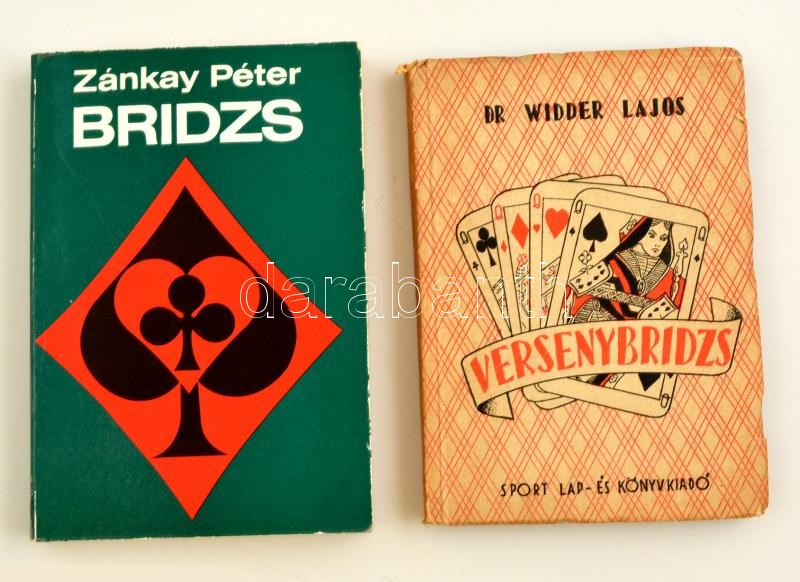 Zánkay Péter
BRIDZS
DR WIDDER LAJOS
Q Q Q Q
VERSENYBRIDZS
SPORT LAP- ÉS KÖNYVKIADÓ
darabanth